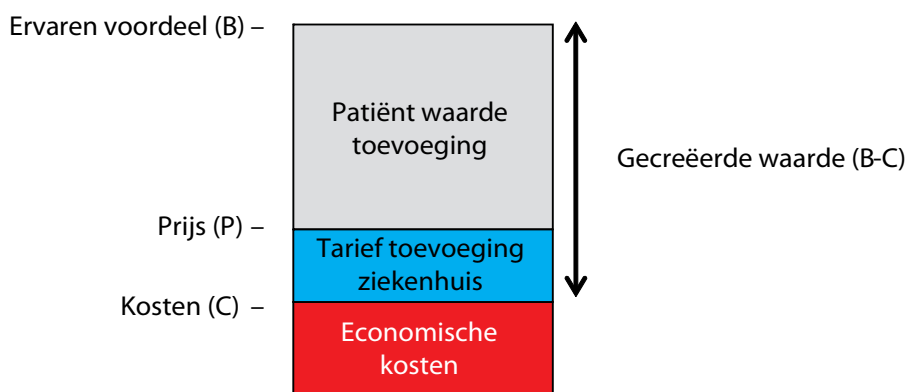 Ervaren voordeel (B) –
Patiënt waarde
toevoeging
Gecreëerde waarde (B-C)
Prijs (P) –
Tarief toevoeging
ziekenhuis
Kosten (C) –
Economische
kosten